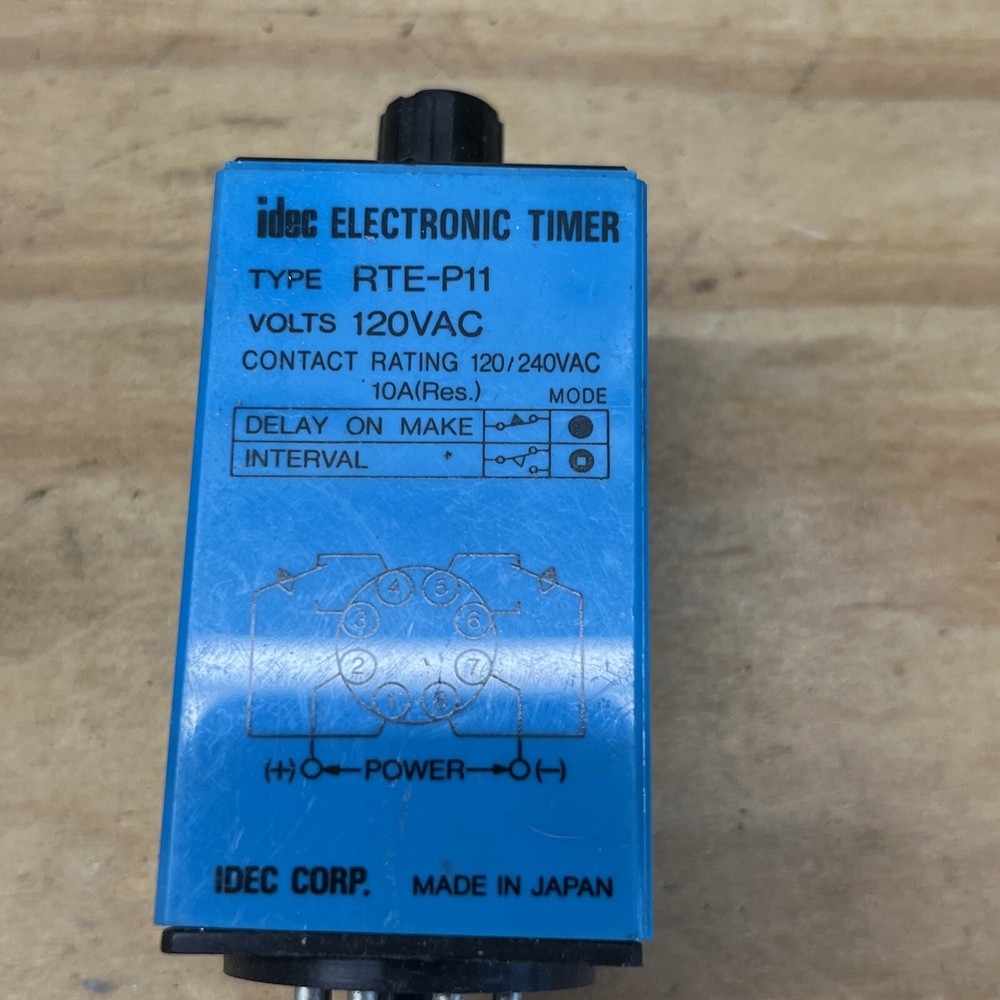 idec ELECTRONIC TIMER
TYPE RTE-P11
VOLTS 120VAC
CONTACT RATING 120/240VAC
10A(Res.) MODE
DELAY ON MAKE
INTERVAL
4 5
3 6
2 7
1 8
(+) POWER (−)
IDEC CORP. MADE IN JAPAN